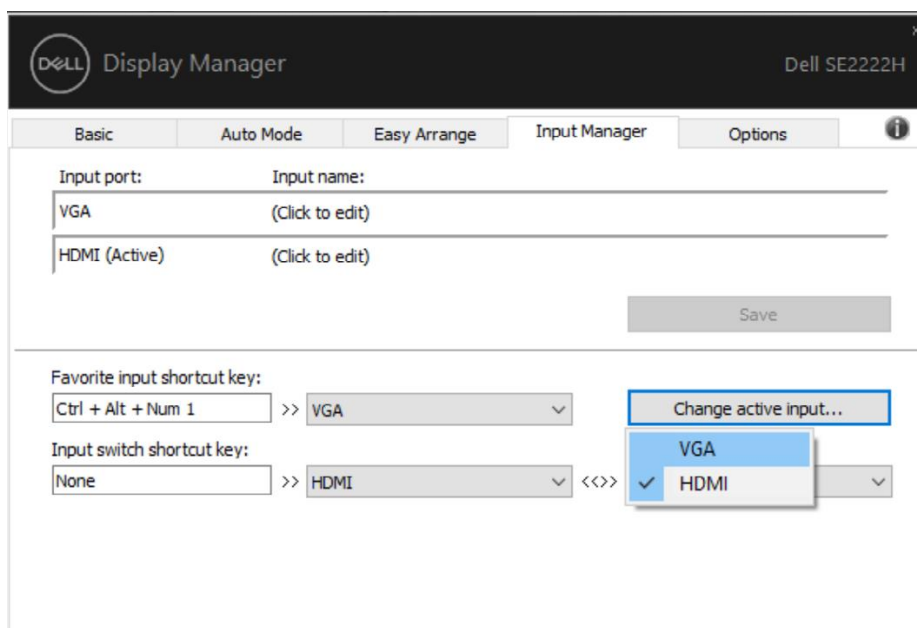 DELL Display Manager
Dell SE2222H
Basic Auto Mode Easy Arrange Input Manager Options
Input port: Input name:
VGA (Click to edit)
HDMI (Active) (Click to edit)
Save
Favorite input shortcut key:
Ctrl + Alt + Num 1 >> VGA Change active input...
Input switch shortcut key:
VGA
None >> HDMI <<>> HDMI